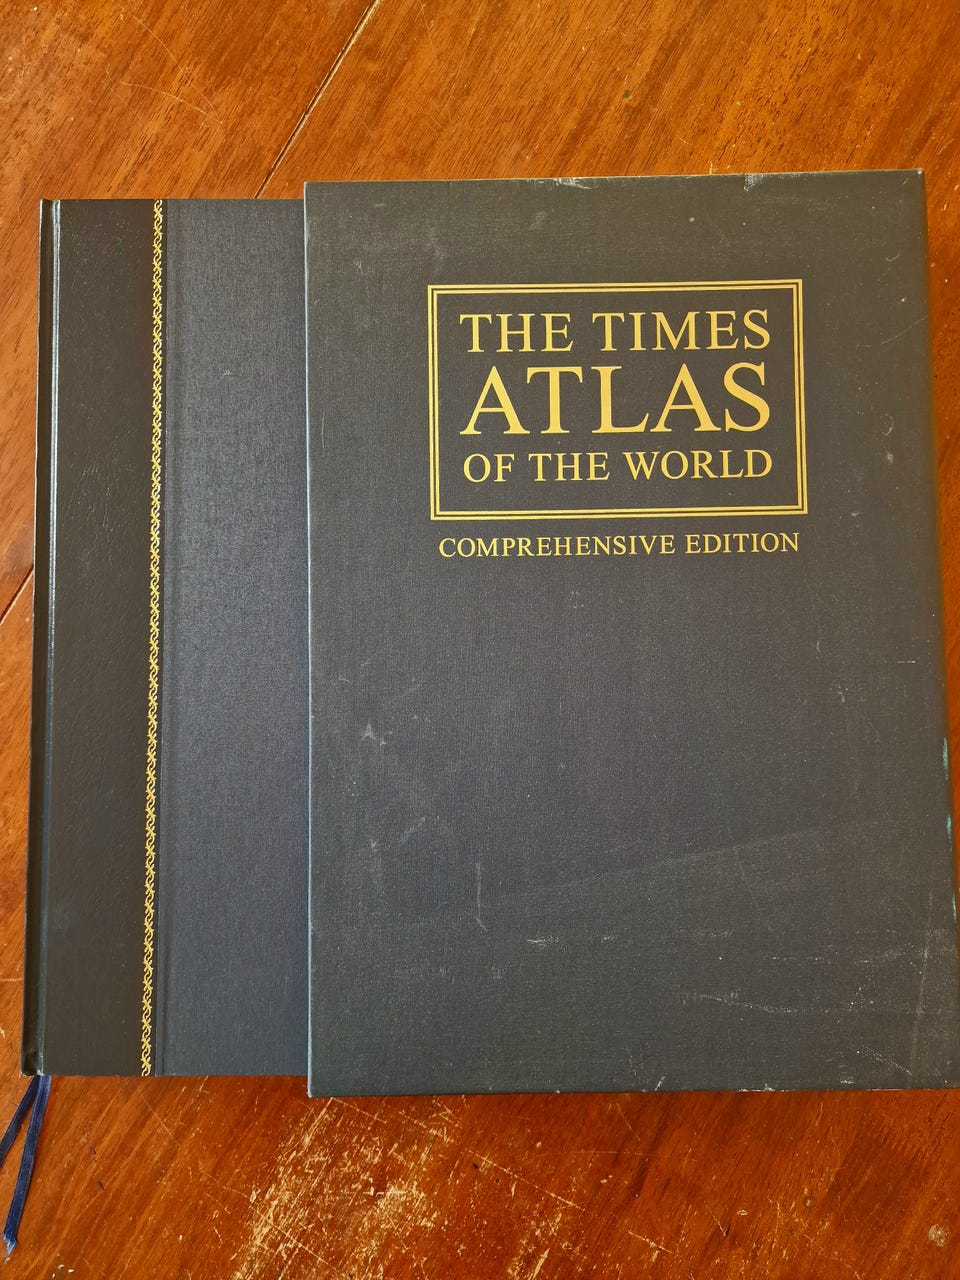 THE TIMES
ATLAS
OF THE WORLD
COMPREHENSIVE EDITION